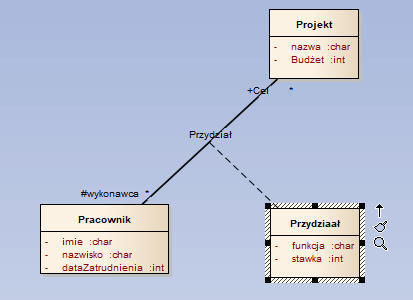 Projekt
- nazwa :char
- Budżet :int
+Cel *
Przydział
#wykonawca *
Pracownik
- imie :char
- nazwisko :char
- dataZatrudnienia :int
Przydziaał
- funkcja :char
- stawka :int